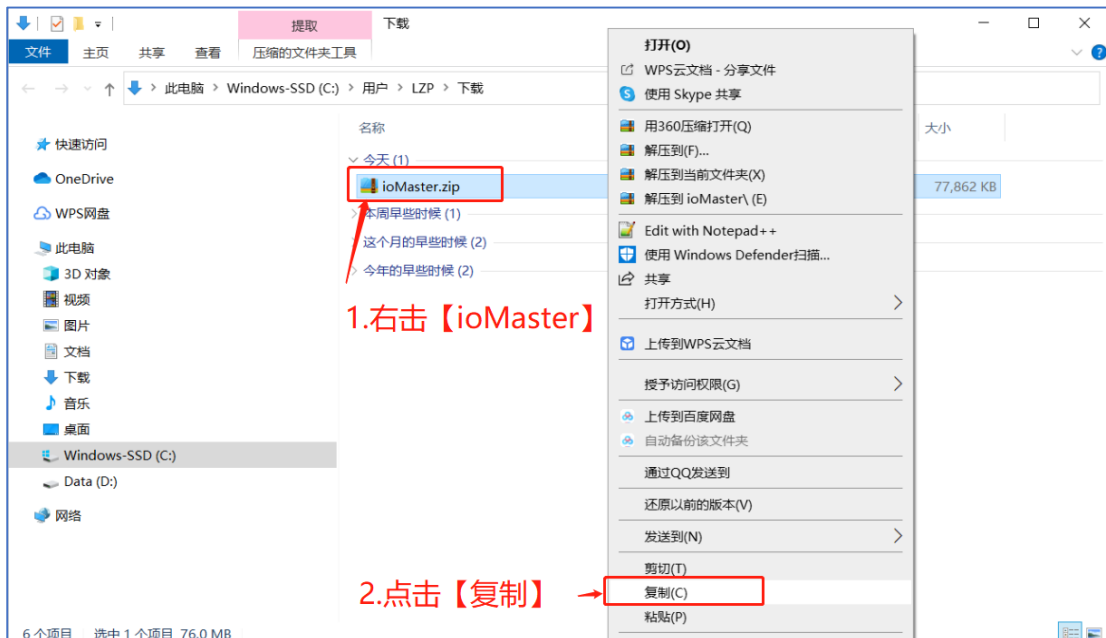 提取
下载
文件
主页
共享
查看
压缩的文件夹工具
此电脑
Windows-SSD (C:)
用户
LZP
下载
名称
大小
快速访问
OneDrive
WPS网盘
此电脑
3D 对象
视频
图片
文档
下载
音乐
桌面
Windows-SSD (C:)
Data (D:)
网络
今天 (1)
ioMaster.zip
77,862 KB
本周早些时候 (1)
这个月的早些时候 (2)
今年的早些时候 (2)
1.右击【ioMaster】
2.点击【复制】
打开(O)
WPS云文档 - 分享文件
使用 Skype 共享
用360压缩打开(Q)
解压到(F)...
解压到当前文件夹(X)
解压到 ioMaster\ (E)
Edit with Notepad++
使用 Windows Defender扫描...
共享
打开方式(H)
上传到WPS云文档
授予访问权限(G)
上传到百度网盘
自动备份该文件夹
通过QQ发送到
还原以前的版本(V)
发送到(N)
剪切(T)
复制(C)
粘贴(P)
6 个项目
选中 1 个项目 76.0 MB